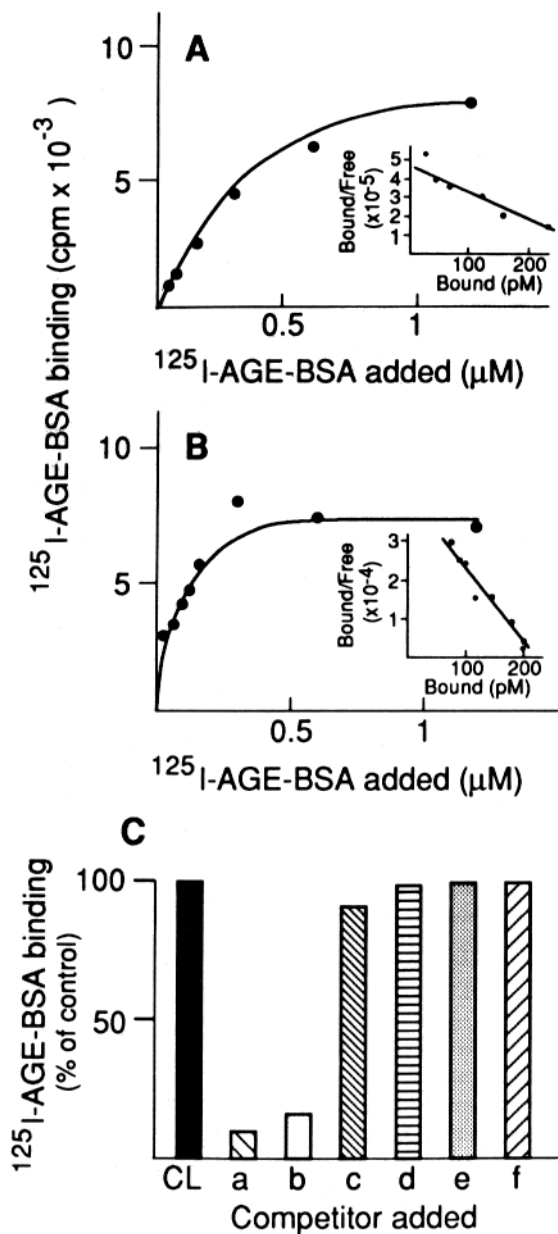 A
10
5
0.5
1
¹²⁵I-AGE-BSA added (μM)
Bound/Free
(x10⁻⁵)
5
4
3
2
1
100
200
Bound (pM)
¹²⁵I-AGE-BSA binding (cpm x 10⁻³)
B
10
5
0.5
1
¹²⁵I-AGE-BSA added (μM)
Bound/Free
(x10⁻⁴)
3
2
1
100
200
Bound (pM)
C
¹²⁵I-AGE-BSA binding
(% of control)
100
50
CL a b c d e f
Competitor added